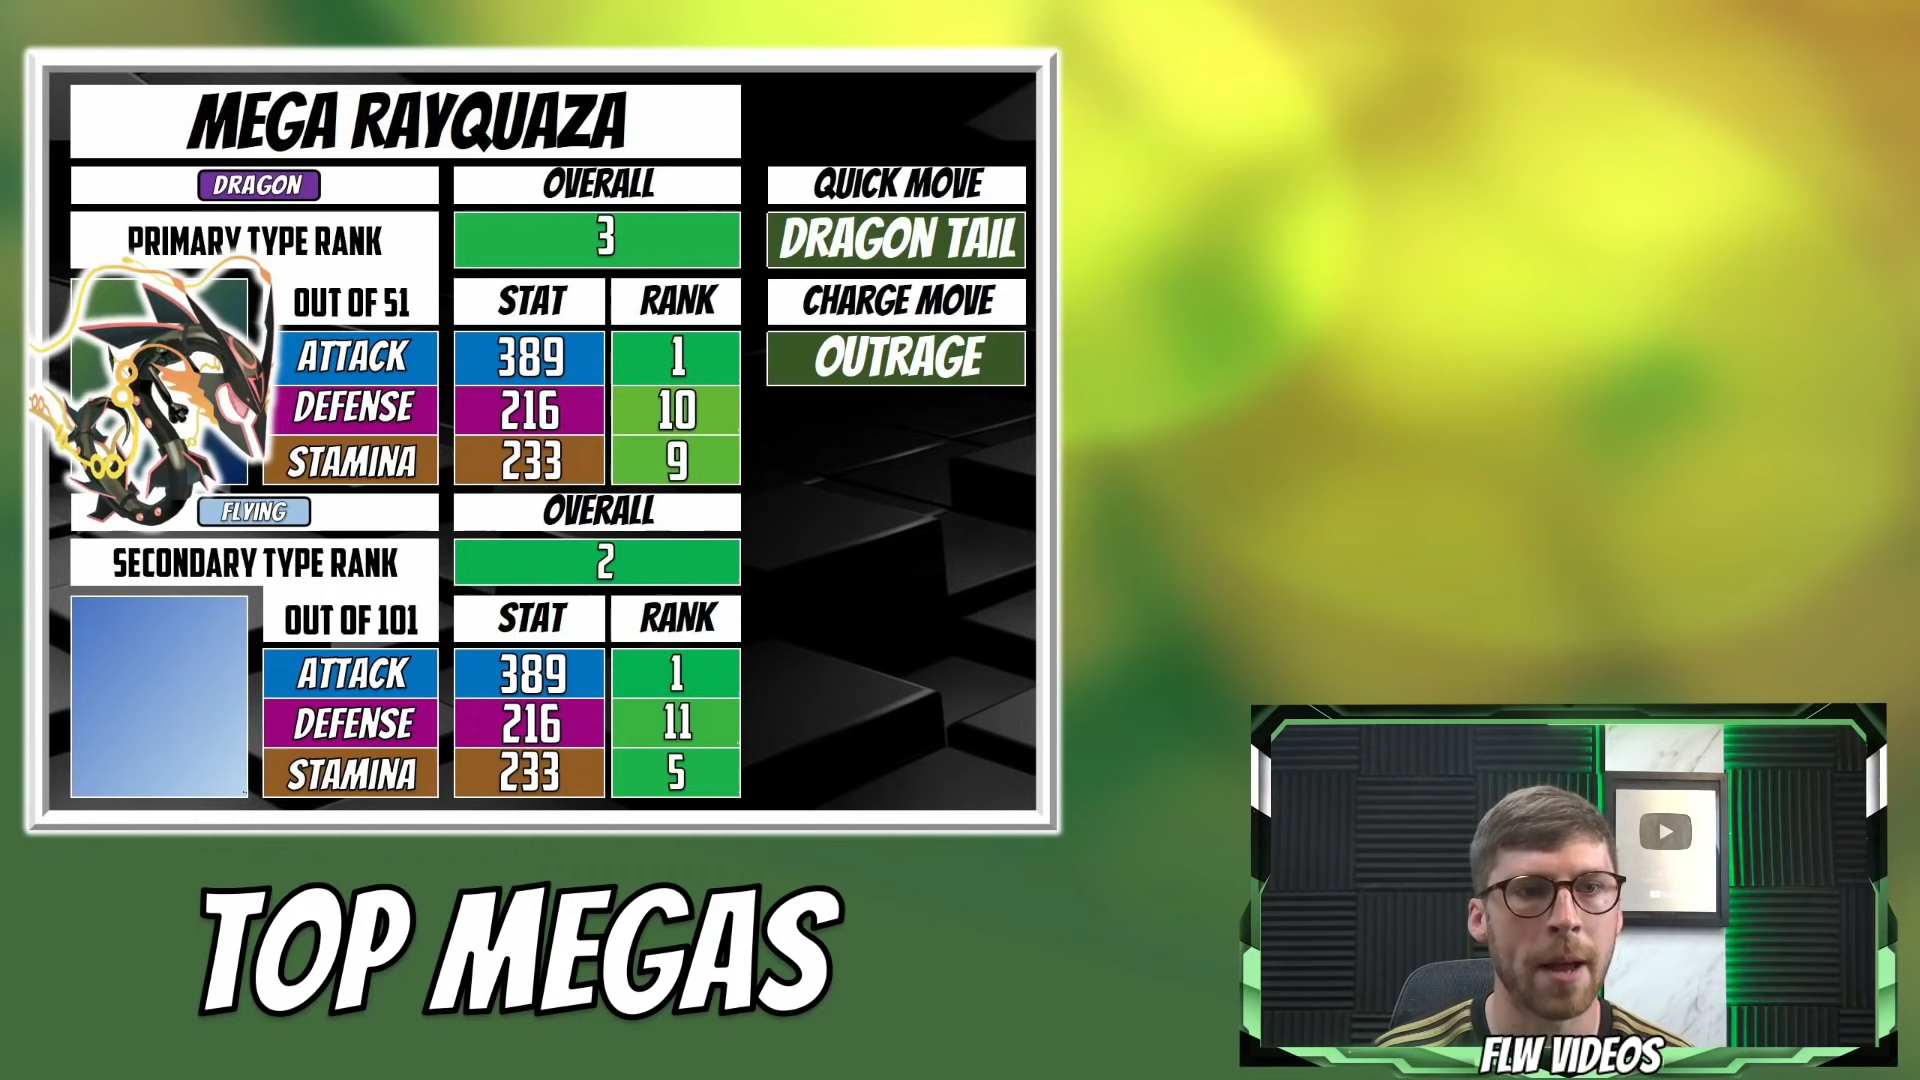 MEGA RAYQUAZA
DRAGON
OVERALL
QUICK MOVE
PRIMARY TYPE RANK
3
DRAGON TAIL
OUT OF 51
STAT
RANK
CHARGE MOVE
ATTACK
389
1
OUTRAGE
DEFENSE
216
10
STAMINA
233
9
FLYING
OVERALL
SECONDARY TYPE RANK
2
OUT OF 101
STAT
RANK
ATTACK
389
1
DEFENSE
216
11
STAMINA
233
5
TOP MEGAS
FLW VIDEOS